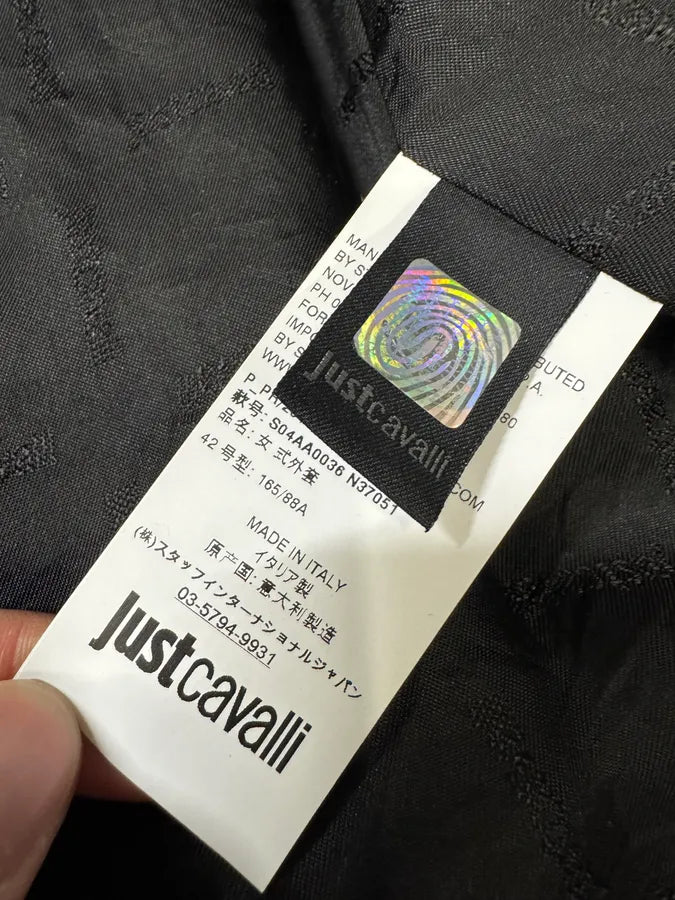 justcavalli
MAN
BY S
NOV
PH 0
FOR
IMP
BY S
WWW
BUTED
.A.
80
COM
款号: S04AA0036 N37051
品名: 女 式外套
42 号型: 165/88A
MADE IN ITALY
イタリア製
原产国: 意大利製造
(株)スタッフインターナショナルジャパン
03-5794-9931
justcavalli